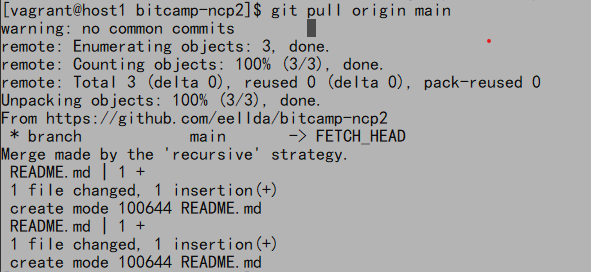 [vagrant@host1 bitcamp-ncp2]$ git pull origin main
warning: no common commits
remote: Enumerating objects: 3, done.
remote: Counting objects: 100% (3/3), done.
remote: Total 3 (delta 0), reused 0 (delta 0), pack-reused 0
Unpacking objects: 100% (3/3), done.
From https://github.com/eellda/bitcamp-ncp2
 * branch            main       -> FETCH_HEAD
Merge made by the 'recursive' strategy.
 README.md | 1 +
 1 file changed, 1 insertion(+)
 create mode 100644 README.md
 README.md | 1 +
 1 file changed, 1 insertion(+)
 create mode 100644 README.md